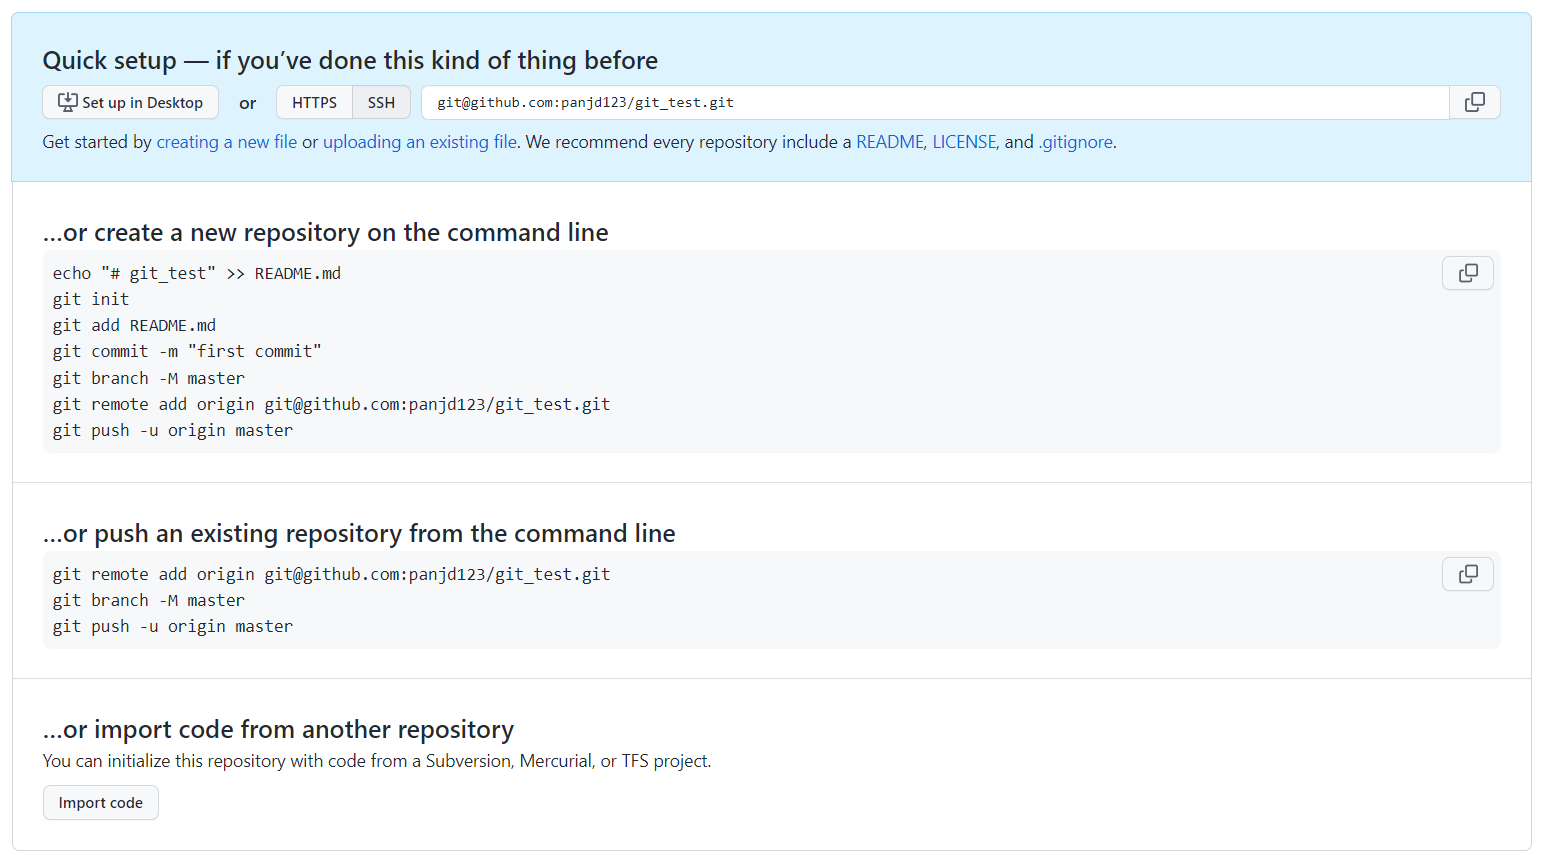 Quick setup — if you’ve done this kind of thing before
Set up in Desktop or HTTPS SSH git@github.com:panjd123/git_test.git
Get started by creating a new file or uploading an existing file. We recommend every repository include a README, LICENSE, and .gitignore.
…or create a new repository on the command line
echo "# git_test" >> README.md
git init
git add README.md
git commit -m "first commit"
git branch -M master
git remote add origin git@github.com:panjd123/git_test.git
git push -u origin master
…or push an existing repository from the command line
git remote add origin git@github.com:panjd123/git_test.git
git branch -M master
git push -u origin master
…or import code from another repository
You can initialize this repository with code from a Subversion, Mercurial, or TFS project.
Import code